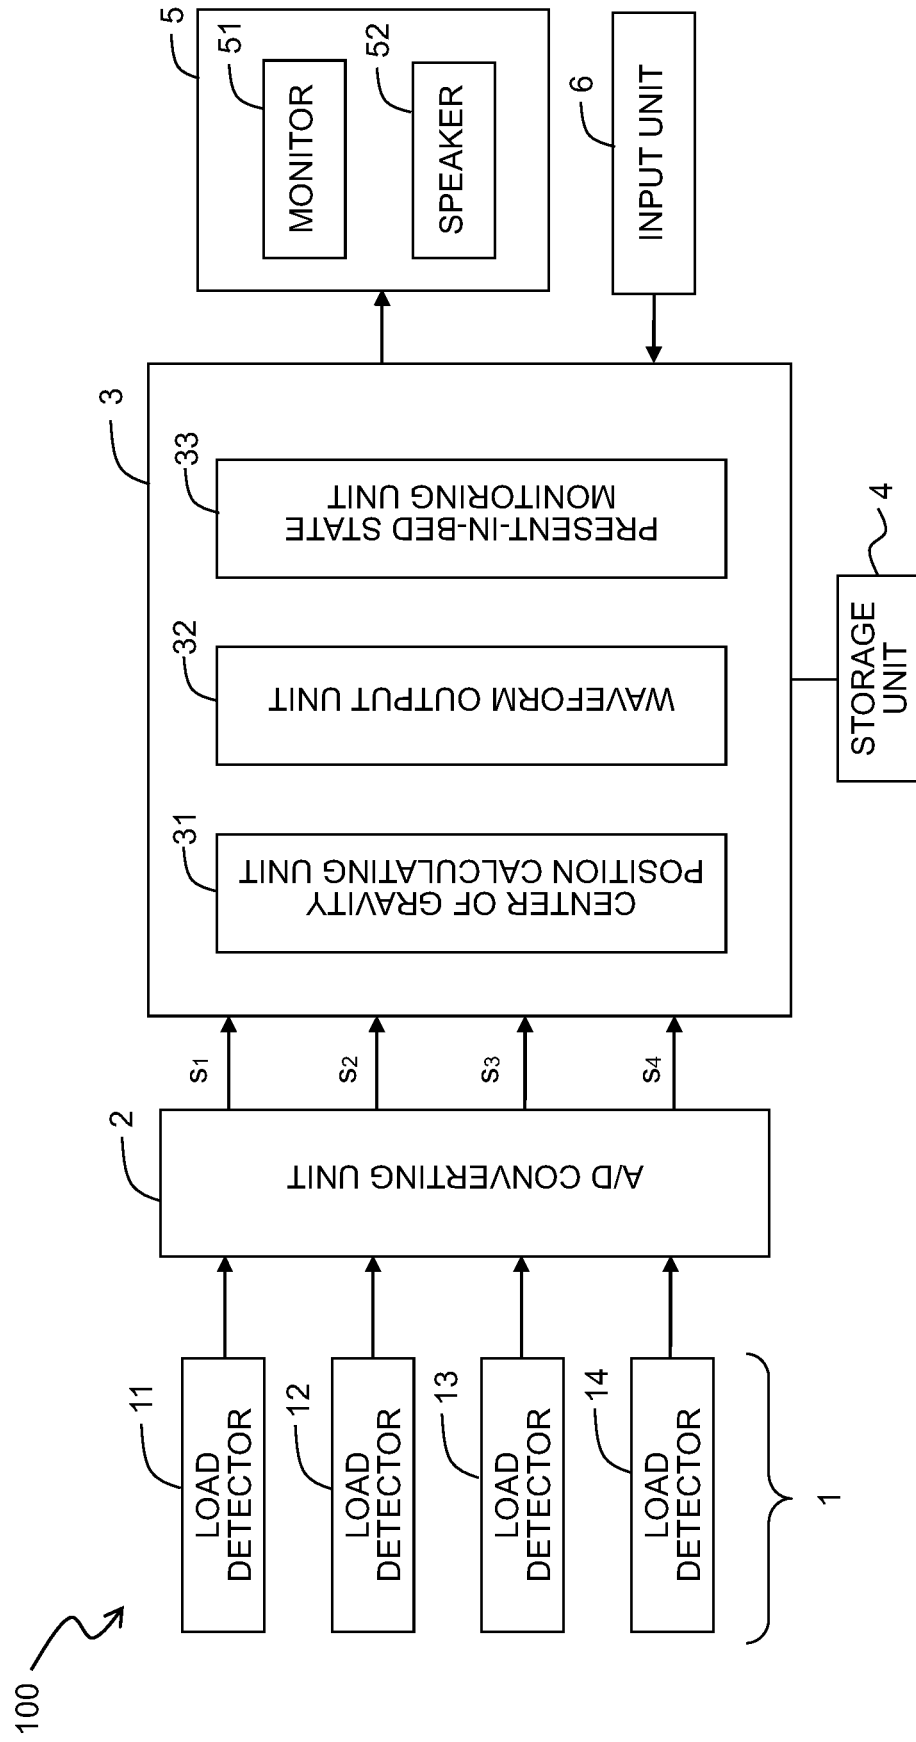 100
11
LOAD
DETECTOR
12
LOAD
DETECTOR
13
LOAD
DETECTOR
14
LOAD
DETECTOR
1
2
A/D CONVERTING UNIT
s1
s2
s3
s4
3
31
CENTER OF GRAVITY
POSITION CALCULATING UNIT
32
WAVEFORM OUTPUT UNIT
33
PRESENT-IN-BED STATE
MONITORING UNIT
4
STORAGE
UNIT
5
51
MONITOR
52
SPEAKER
6
INPUT UNIT